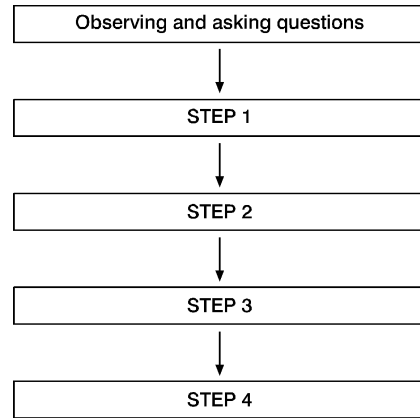 Observing and asking questions
STEP 1
STEP 2
STEP 3
STEP 4